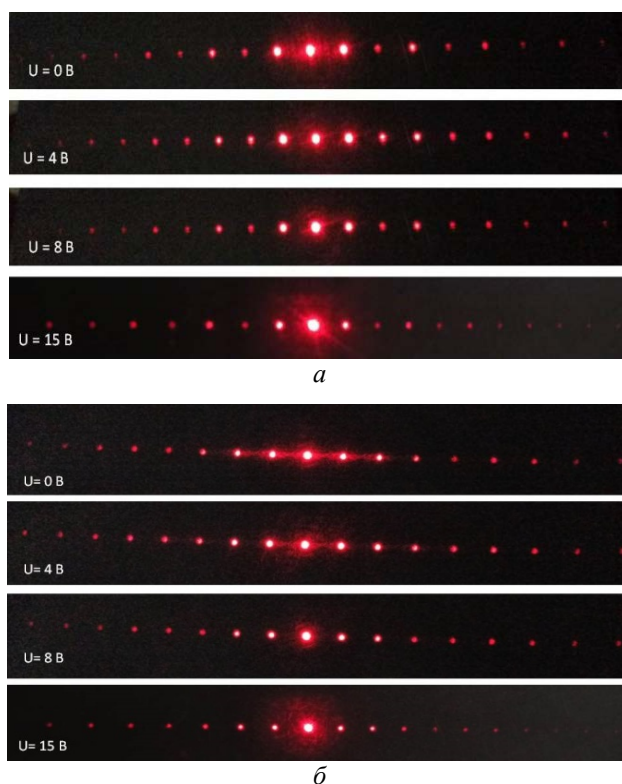 U = 0 В
U = 4 В
U = 8 В
U = 15 В
а
U= 0 В
U= 4 В
U= 8 В
U= 15 В
б